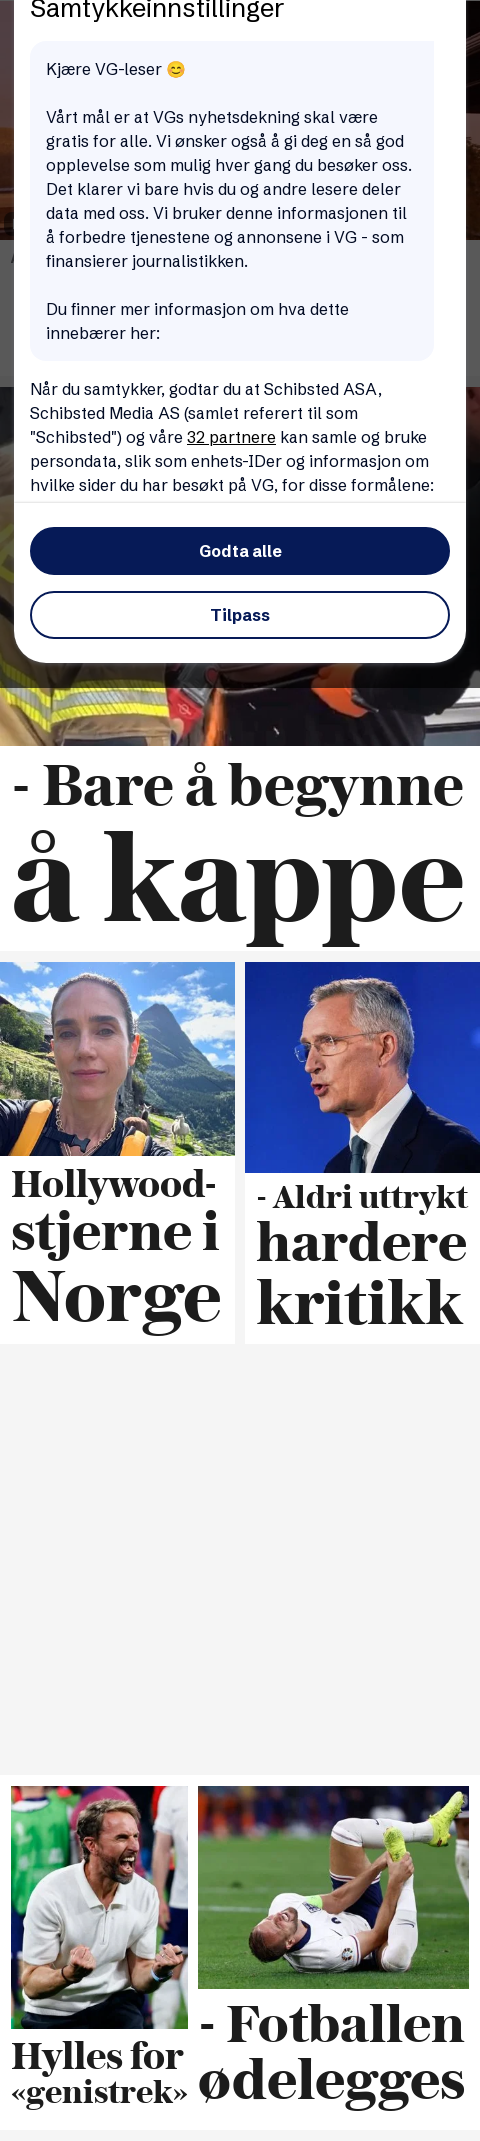 Samtykkeinnstillinger
Kjære VG-leser 😊
Vårt mål er at VGs nyhetsdekning skal være
gratis for alle. Vi ønsker også å gi deg en så god
opplevelse som mulig hver gang du besøker oss.
Det klarer vi bare hvis du og andre lesere deler
data med oss. Vi bruker denne informasjonen til
å forbedre tjenestene og annonsene i VG - som
finansierer journalistikken.
Du finner mer informasjon om hva dette
innebærer her:
Når du samtykker, godtar du at Schibsted ASA,
Schibsted Media AS (samlet referert til som
"Schibsted") og våre 32 partnere kan samle og bruke
persondata, slik som enhets-IDer og informasjon om
hvilke sider du har besøkt på VG, for disse formålene:
Godta alle
Tilpass
- Bare å begynne
å kappe
Hollywood-
stjerne i
Norge
- Aldri uttrykt
hardere
kritikk
Hylles for
«genistrek»
- Fotballen
ødelegges